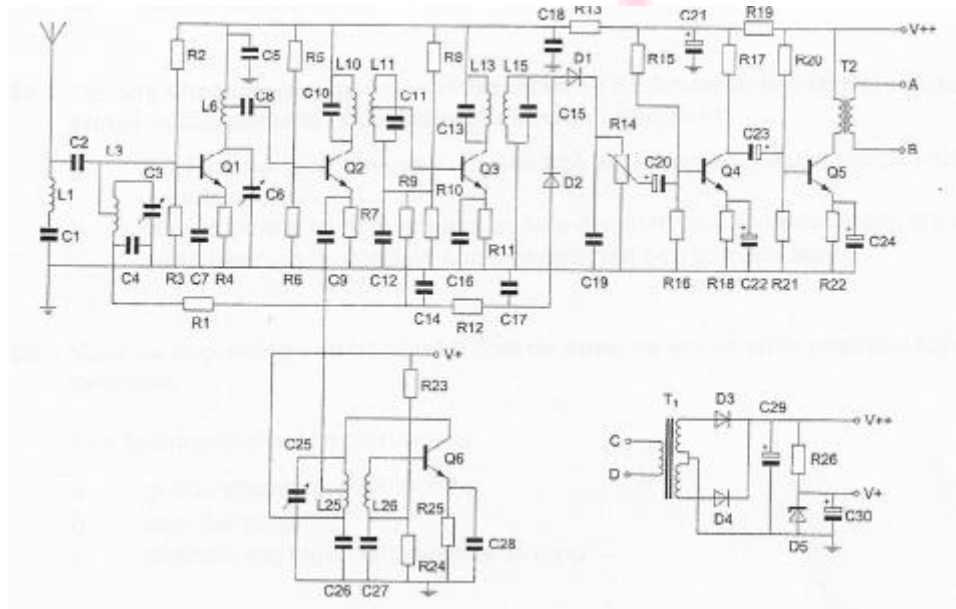 C18 R13 C21 R19
V++
R2 C5 R5 L10 L11 R8 L13 L15 D1 R15 R17 R20 T2
A
L6 C8 C10 C11 C13 C15 R14
C2 L3 C23 B
C3 Q1 Q2 Q3 C20 Q4 Q5
L1 C6 R9 R10 D2
C1 R7 R11 C24
C4 R3 C7 R4 R6 C9 C12 C16 C19 R16 R18 C22 R21 R22
R1 C14 R12 C17
V+
R23
T1 D3 C29 V++
C25 Q6 C D R26
L25 L26 R25 D4 V+
C28 D5 C30
R24
C26 C27